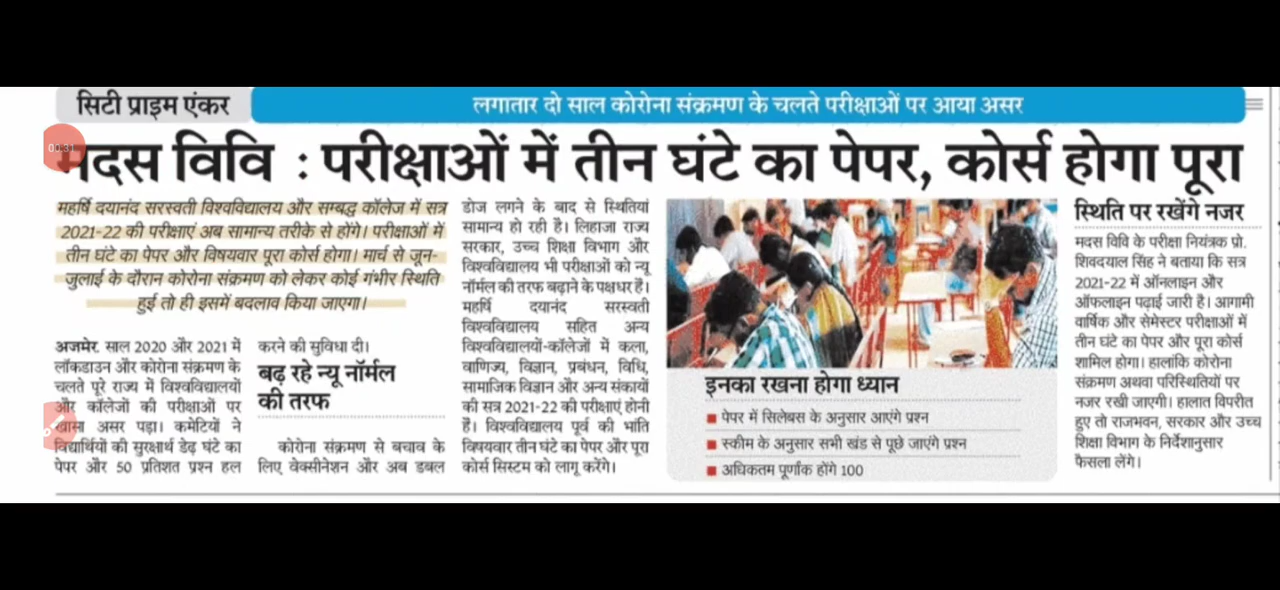 सिटी प्राइम एंकर
लगातार दो साल कोरोना संक्रमण के चलते परीक्षाओं पर आया असर
00:31
मदस विवि : परीक्षाओं में तीन घंटे का पेपर, कोर्स होगा पूरा
महर्षि दयानंद सरस्वती विश्वविद्यालय और सम्बद्ध कॉलेज में सत्र
2021-22 की परीक्षाएं अब सामान्य तरीके से होंगे। परीक्षाओं में
तीन घंटे का पेपर और विषयवार पूरा कोर्स होगा। मार्च से जून-
जुलाई के दौरान कोरोना संक्रमण को लेकर कोई गंभीर स्थिति
हुई तो ही इसमें बदलाव किया जाएगा।
अजमेर. साल 2020 और 2021 में
लॉकडाउन और कोरोना संक्रमण के
चलते पूरे राज्य में विश्वविद्यालयों
और कॉलेजों की परीक्षाओं पर
खासा असर पड़ा। कमेटियों ने
विद्यार्थियों की सुरक्षार्थ डेढ़ घंटे का
पेपर और 50 प्रतिशत प्रश्न हल
करने की सुविधा दी।
बढ़ रहे न्यू नॉर्मल
की तरफ
कोरोना संक्रमण से बचाव के
लिए वैक्सीनेशन और अब डबल
डोज लगने के बाद से स्थितियां
सामान्य हो रही है। लिहाजा राज्य
सरकार, उच्च शिक्षा विभाग और
विश्वविद्यालय भी परीक्षाओं को न्यू
नॉर्मल की तरफ बढ़ाने के पक्षधर हैं।
महर्षि दयानंद सरस्वती
विश्वविद्यालय सहित अन्य
विश्वविद्यालयों-कॉलेजों में कला,
वाणिज्य, विज्ञान, प्रबंधन, विधि,
सामाजिक विज्ञान और अन्य संकायों
की सत्र 2021-22 की परीक्षाएं होनी
हैं। विश्वविद्यालय पूर्व की भांति
विषयवार तीन घंटे का पेपर और पूरा
कोर्स सिस्टम को लागू करेंगे।
इनका रखना होगा ध्यान
■ पेपर में सिलेबस के अनुसार आएंगे प्रश्न
■ स्कीम के अनुसार सभी खंड से पूछे जाएंगे प्रश्न
■ अधिकतम पूर्णांक होंगे 100
स्थिति पर रखेंगे नजर
मदस विवि के परीक्षा नियंत्रक प्रो.
शिवदयाल सिंह ने बताया कि सत्र
2021-22 में ऑनलाइन और
ऑफलाइन पढ़ाई जारी है। आगामी
वार्षिक और सेमेस्टर परीक्षाओं में
तीन घंटे का पेपर और पूरा कोर्स
शामिल होगा। हालांकि कोरोना
संक्रमण अथवा परिस्थितियों पर
नजर रखी जाएगी। हालात विपरीत
हुए तो राजभवन, सरकार और उच्च
शिक्षा विभाग के निर्देशानुसार
फैसला लेंगे।